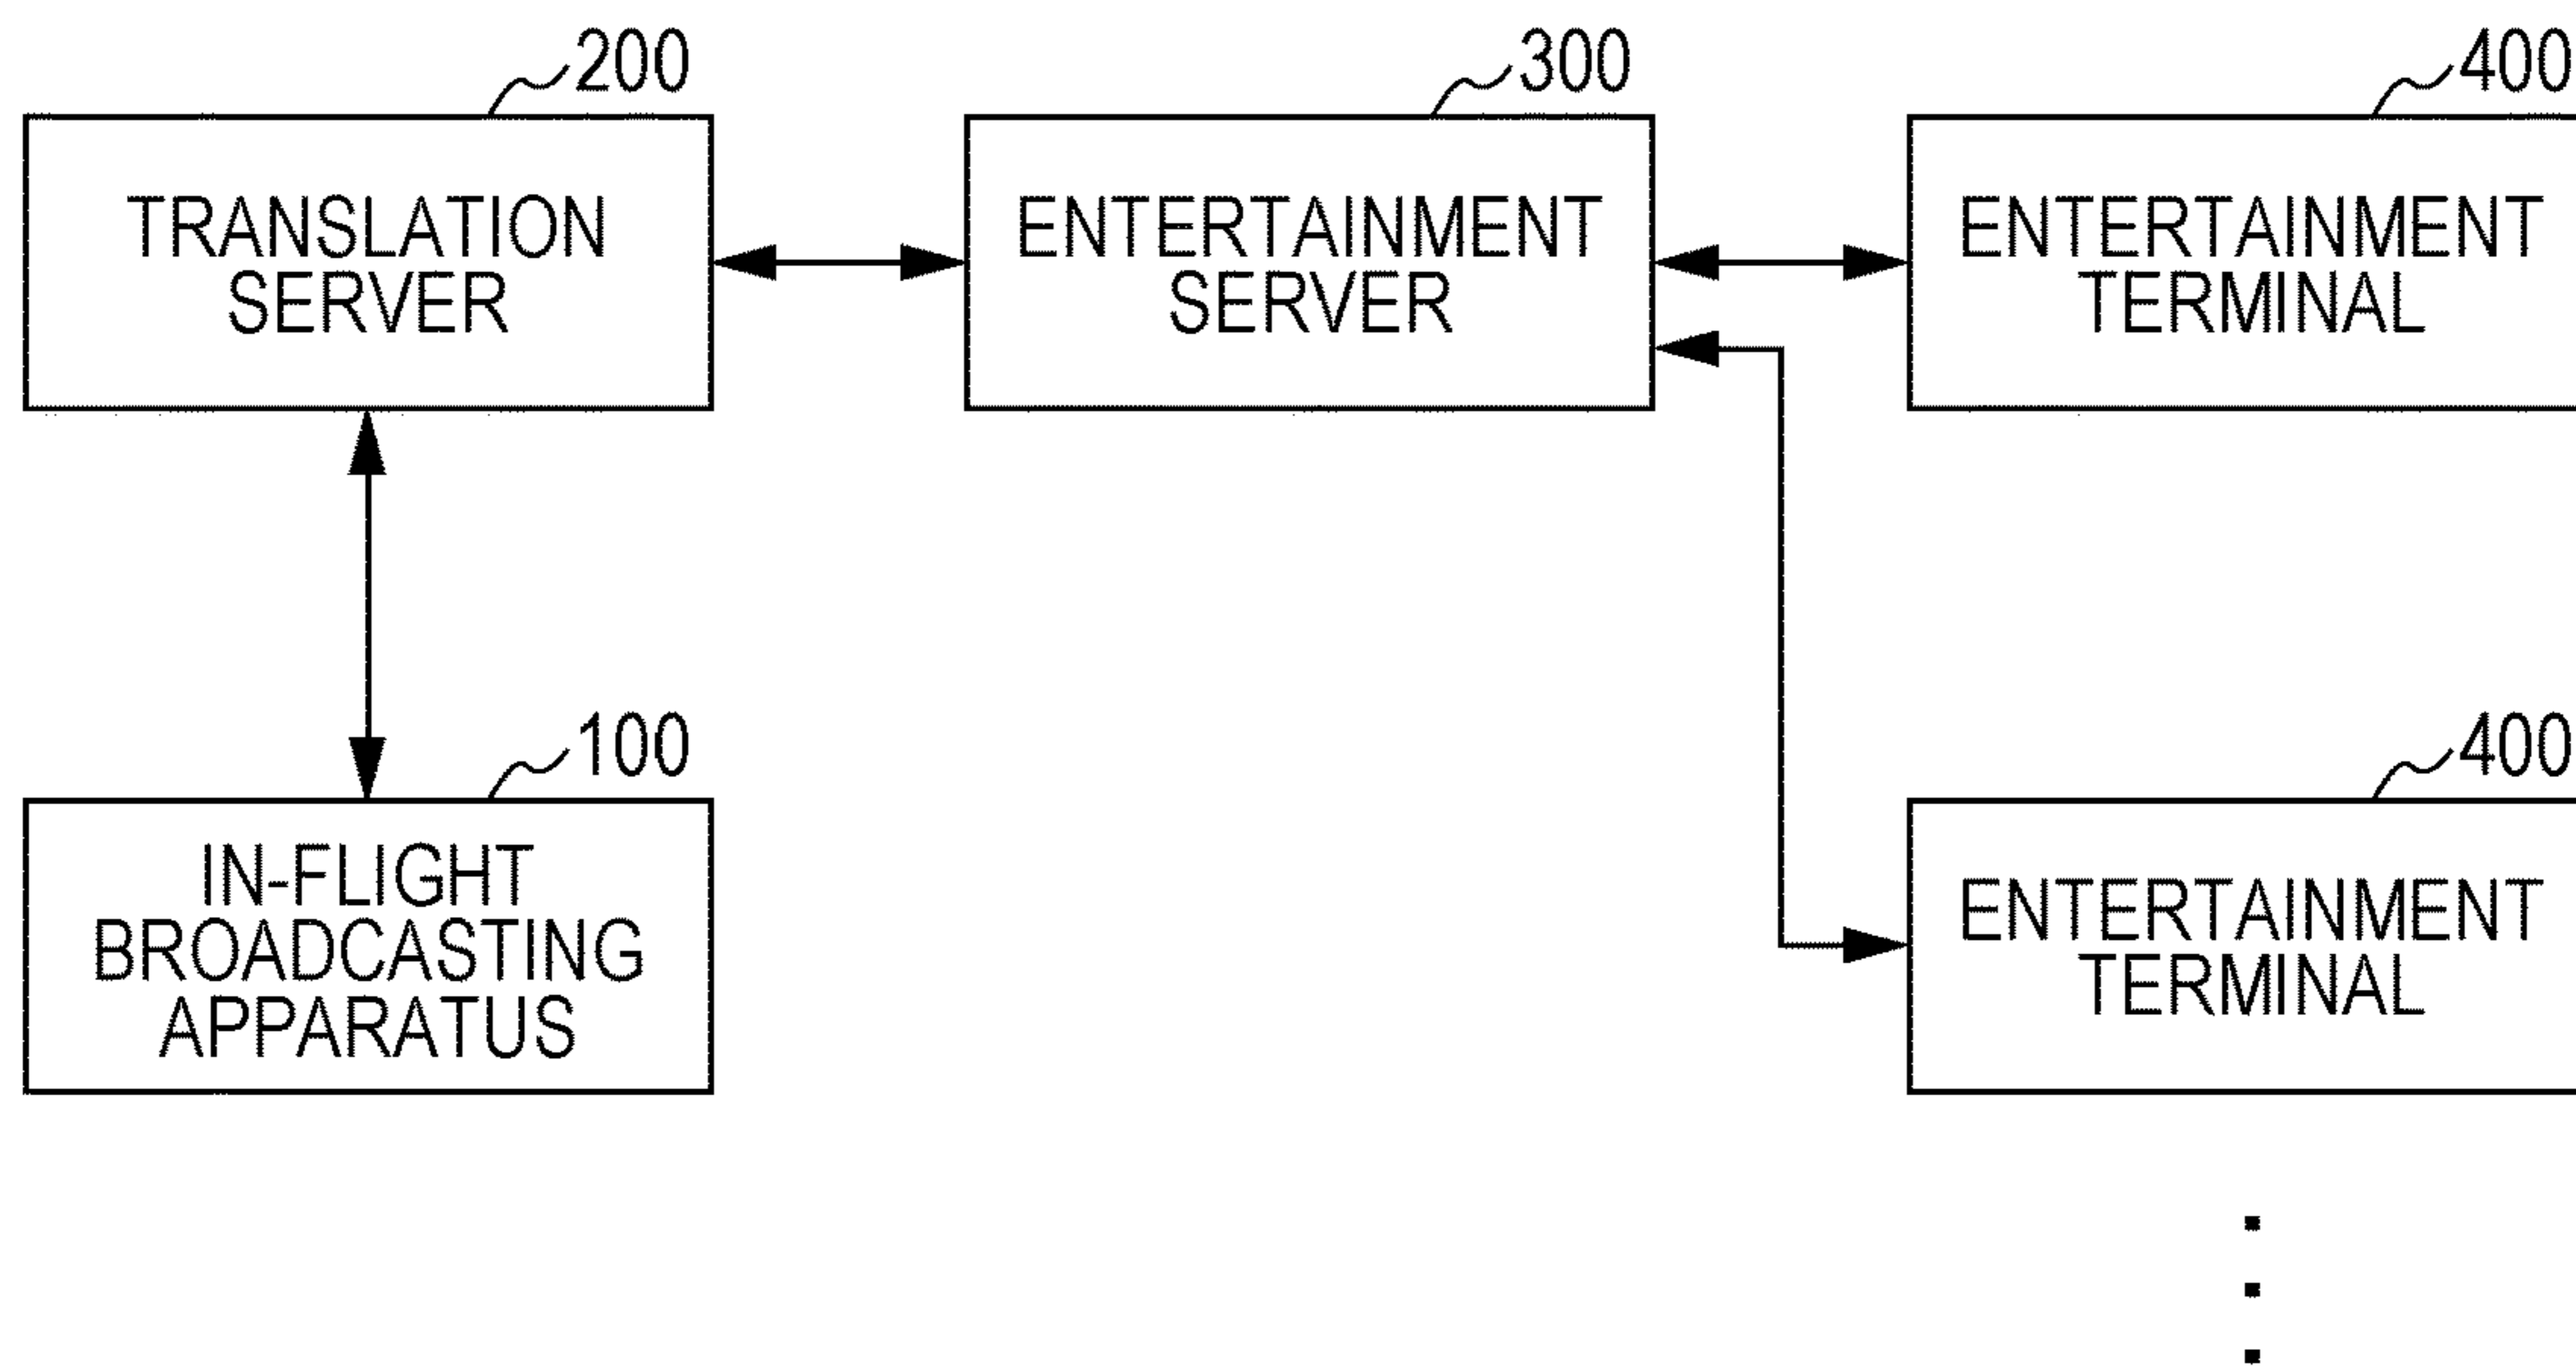 200
TRANSLATION
SERVER
300
ENTERTAINMENT
SERVER
400
ENTERTAINMENT
TERMINAL
100
IN-FLIGHT
BROADCASTING
APPARATUS
400
ENTERTAINMENT
TERMINAL